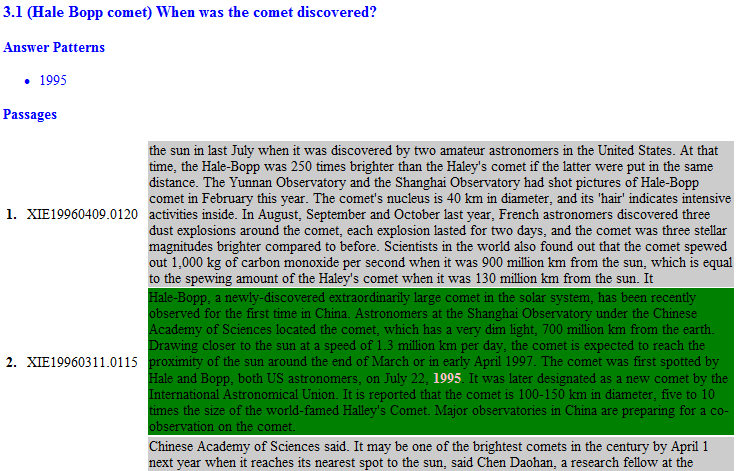 3.1 (Hale Bopp comet) When was the comet discovered?
Answer Patterns
• 1995
Passages
the sun in last July when it was discovered by two amateur astronomers in the United States. At that
time, the Hale-Bopp was 250 times brighter than the Haley's comet if the latter were put in the same
distance. The Yunnan Observatory and the Shanghai Observatory had shot pictures of Hale-Bopp
comet in February this year. The comet's nucleus is 40 km in diameter, and its 'hair' indicates intensive
1. XIE19960409.0120 activities inside. In August, September and October last year, French astronomers discovered three
dust explosions around the comet, each explosion lasted for two days, and the comet was three stellar
magnitudes brighter compared to before. Scientists in the world also found out that the comet spewed
out 1,000 kg of carbon monoxide per second when it was 900 million km from the sun, which is equal
to the spewing amount of the Haley's comet when it was 130 million km from the sun. It
Hale-Bopp, a newly-discovered extraordinarily large comet in the solar system, has been recently
observed for the first time in China. Astronomers at the Shanghai Observatory under the Chinese
Academy of Sciences located the comet, which has a very dim light, 700 million km from the earth.
Drawing closer to the sun at a speed of 1.3 million km per day, the comet is expected to reach the
2. XIE19960311.0115 proximity of the sun around the end of March or in early April 1997. The comet was first spotted by
Hale and Bopp, both US astronomers, on July 22, 1995. It was later designated as a new comet by the
International Astronomical Union. It is reported that the comet is 100-150 km in diameter, five to 10
times the size of the world-famed Halley's Comet. Major observatories in China are preparing for a co-
observation on the comet.
Chinese Academy of Sciences said. It may be one of the brightest comets in the century by April 1
next year when it reaches its nearest spot to the sun, said Chen Daohan, a research fellow at the